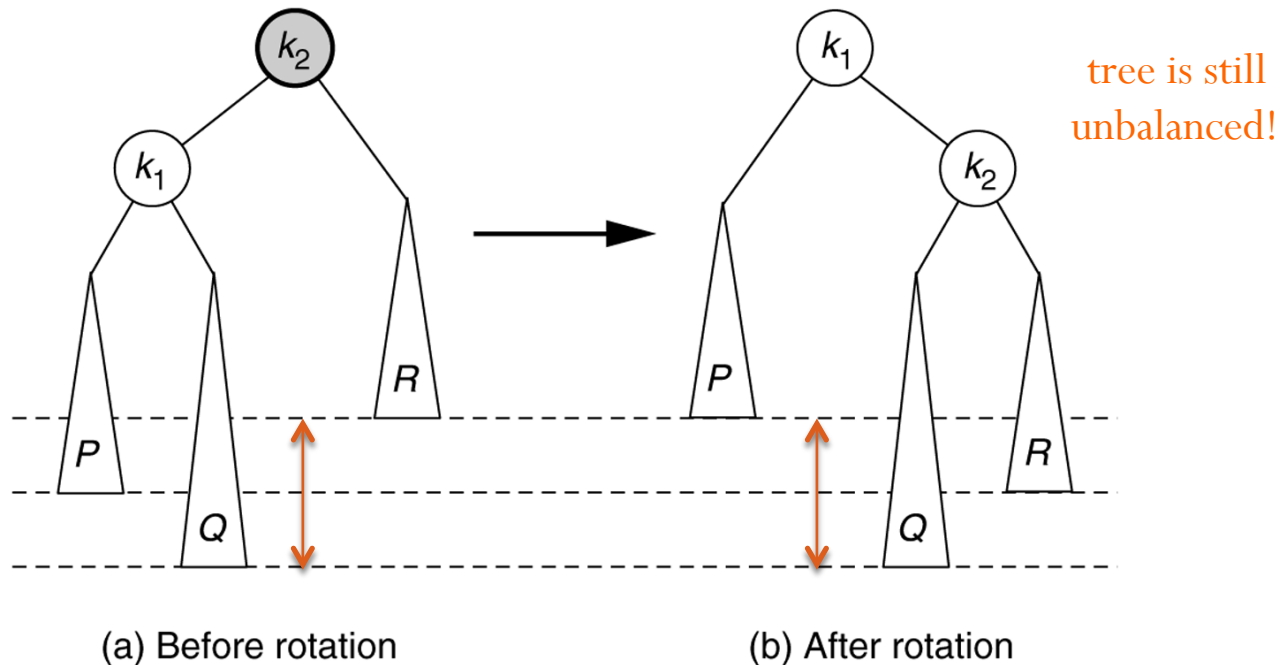 k2
k1
tree is still
unbalanced!
k1
k2
R
P
P
R
Q
Q
(a) Before rotation
(b) After rotation